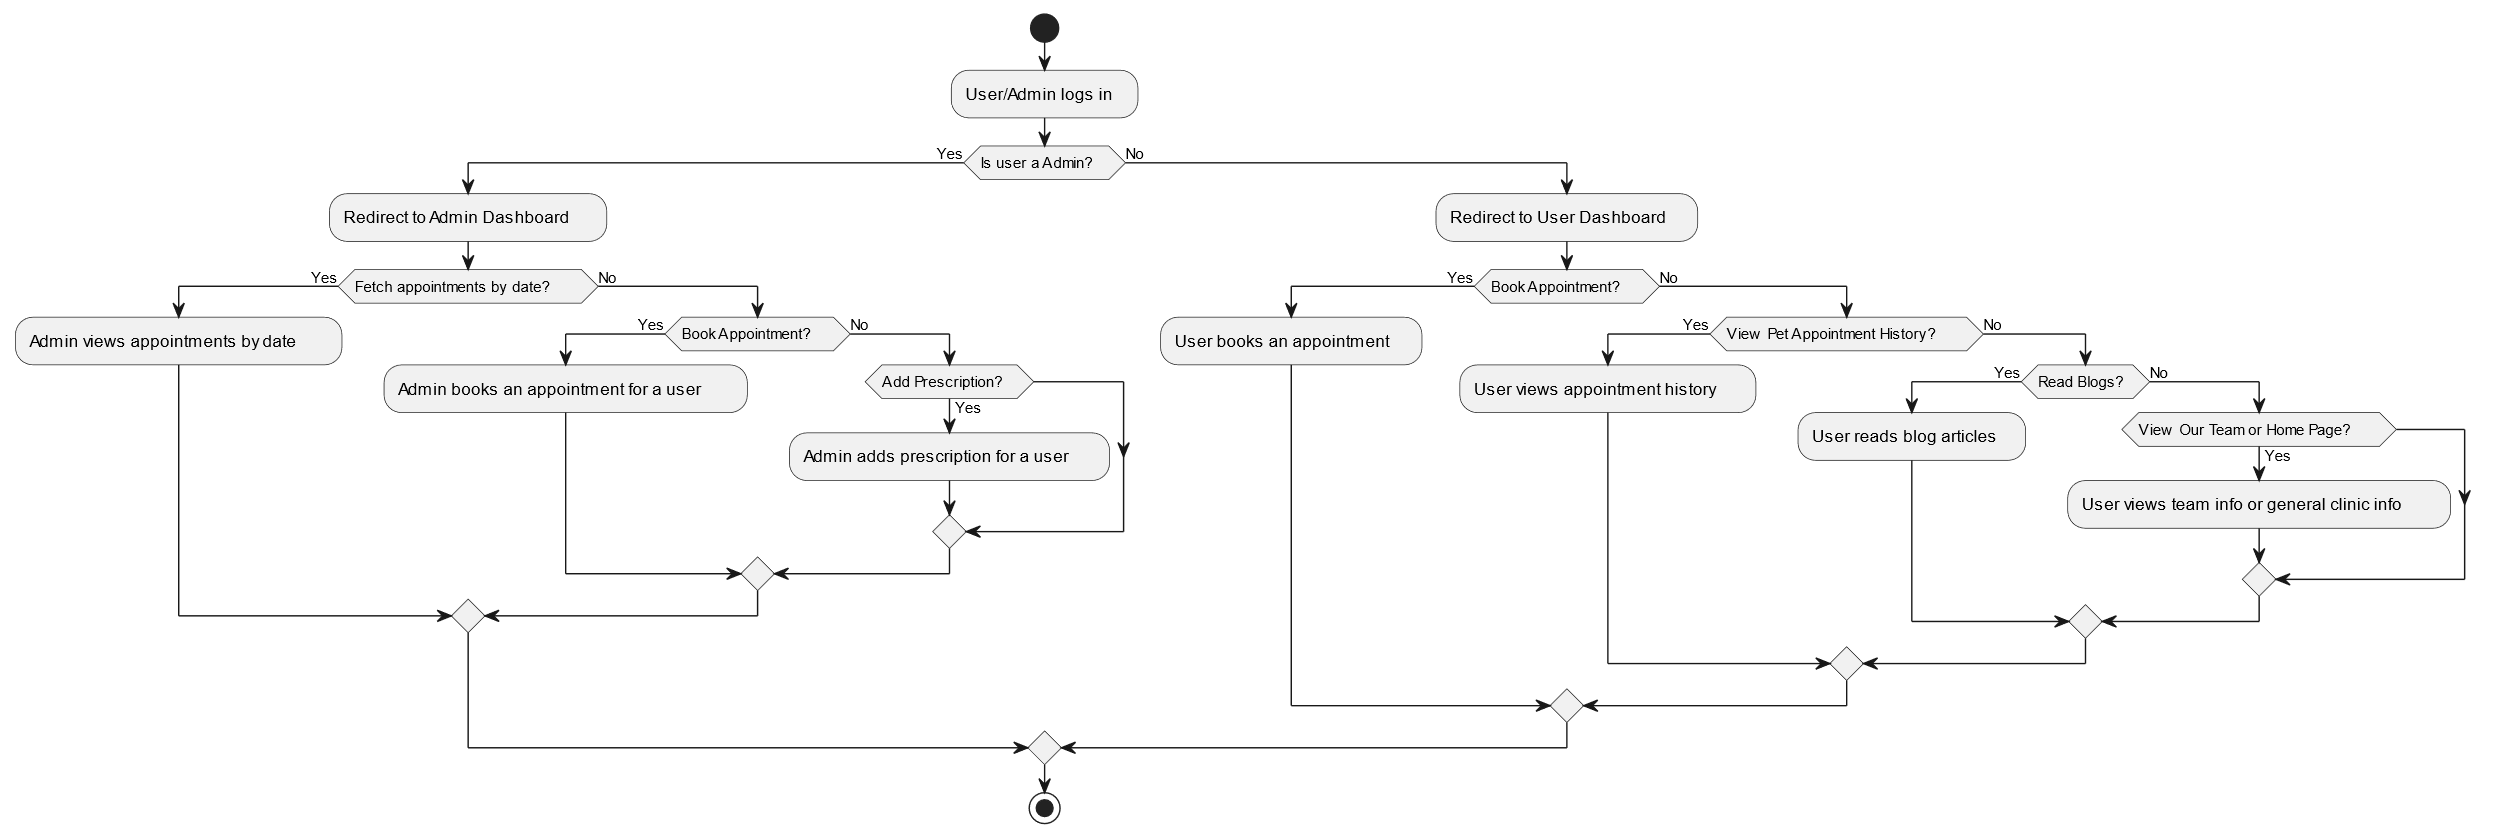 User/Admin logs in
Yes
Is user a Admin?
No
Redirect to Admin Dashboard
Redirect to User Dashboard
Yes
Fetch appointments by date?
No
Yes
Book Appointment?
No
Admin views appointments by date
Yes
Book Appointment?
No
User books an appointment
Yes
View Pet Appointment History?
No
Admin books an appointment for a user
Add Prescription?
Yes
User views appointment history
Yes
Read Blogs?
No
Admin adds prescription for a user
User reads blog articles
View Our Team or Home Page?
Yes
User views team info or general clinic info